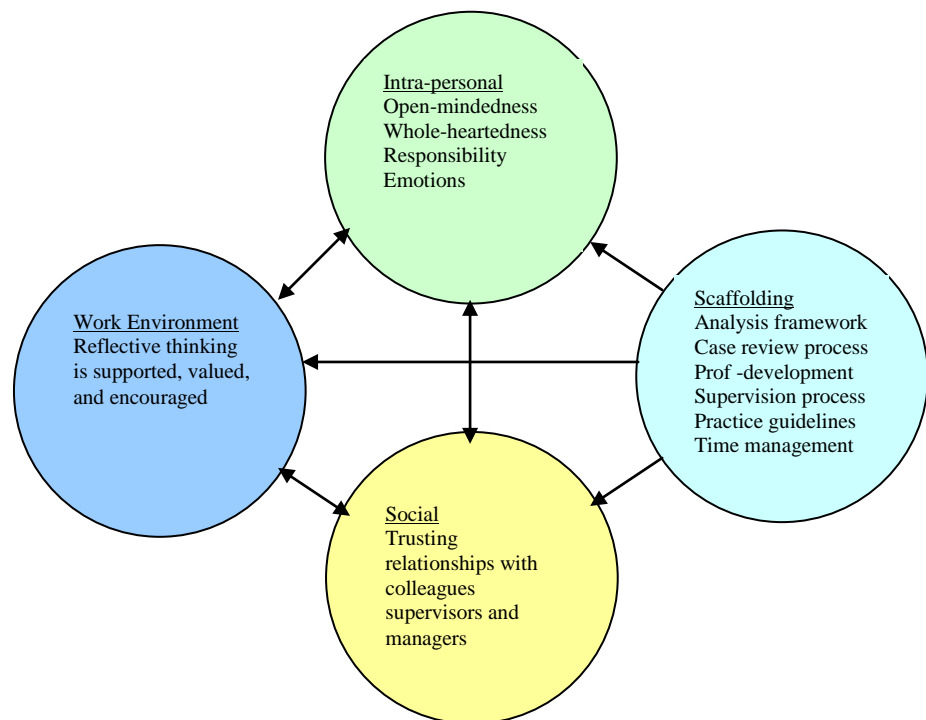 Intra-personal
Open-mindedness
Whole-heartedness
Responsibility
Emotions
Work Environment
Reflective thinking
is supported, valued,
and encouraged
Scaffolding
Analysis framework
Case review process
Prof -development
Supervision process
Practice guidelines
Time management
Social
Trusting
relationships with
colleagues
supervisors and
managers